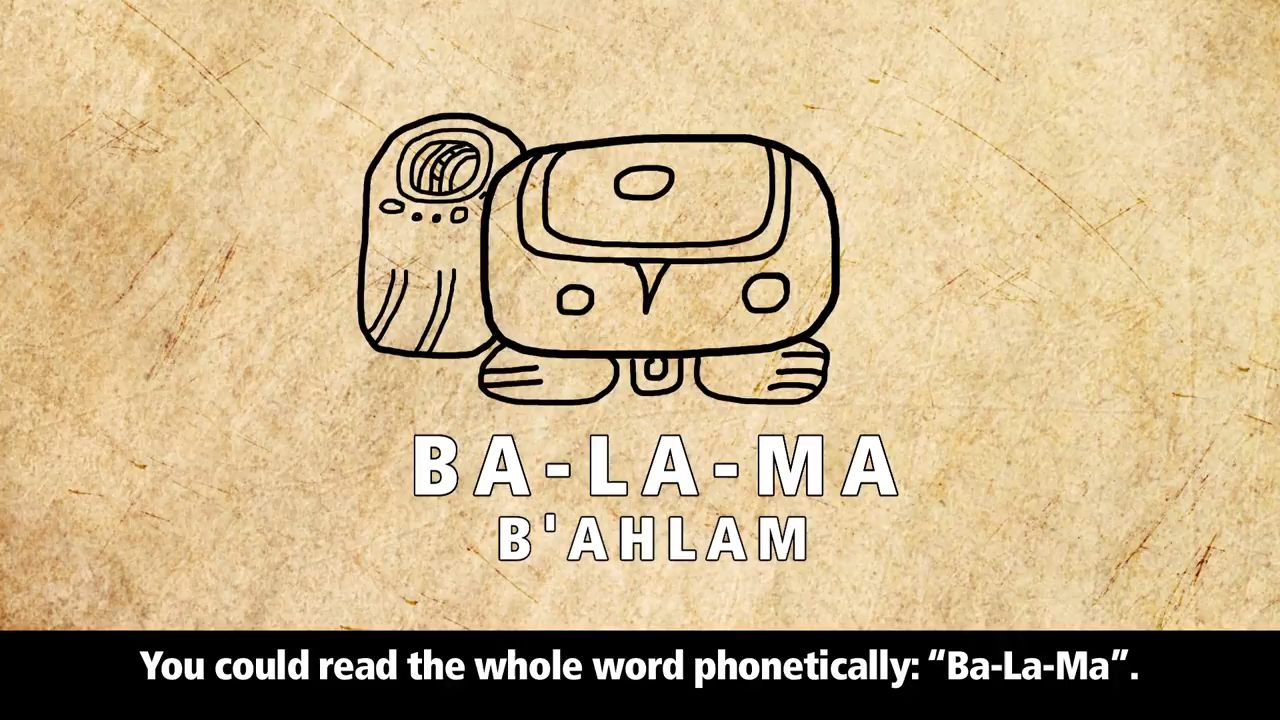 BA-LA-MA
B'AHLAM
You could read the whole word phonetically: “Ba-La-Ma”.